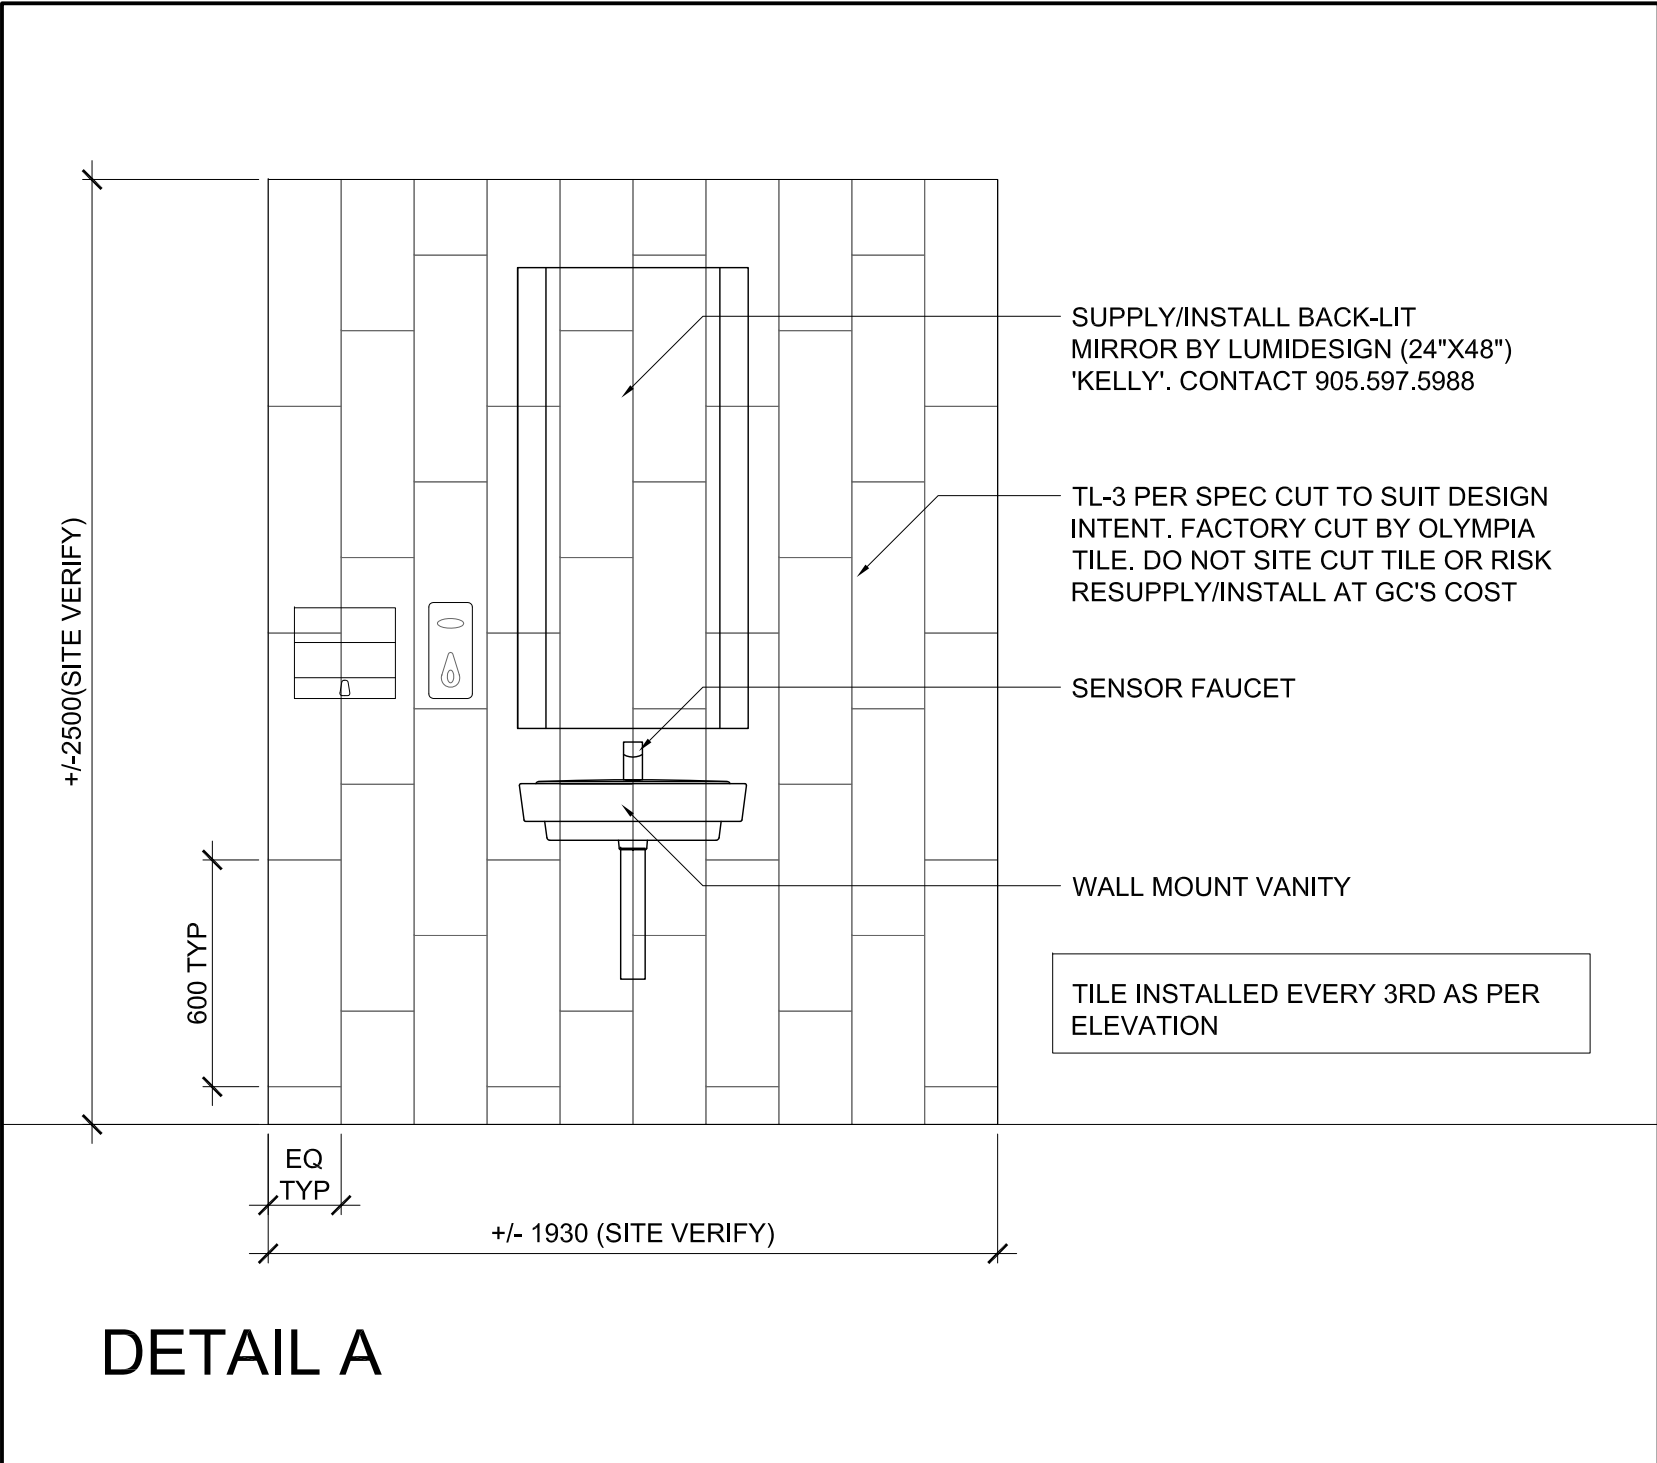 SUPPLY/INSTALL BACK-LIT
MIRROR BY LUMIDESIGN (24"X48")
'KELLY'. CONTACT 905.597.5988
TL-3 PER SPEC CUT TO SUIT DESIGN
INTENT. FACTORY CUT BY OLYMPIA
TILE. DO NOT SITE CUT TILE OR RISK
RESUPPLY/INSTALL AT GC'S COST
+/-2500(SITE VERIFY)
SENSOR FAUCET
WALL MOUNT VANITY
600 TYP
TILE INSTALLED EVERY 3RD AS PER
ELEVATION
EQ
TYP
+/- 1930 (SITE VERIFY)
DETAIL A